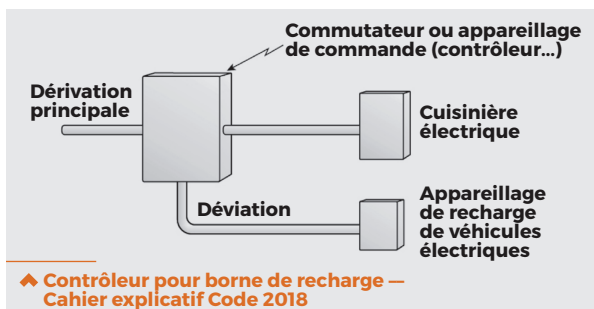 Commutateur ou appareillage
de commande (contrôleur...)
Dérivation
principale
Cuisinière
électrique
Déviation
Appareillage
de recharge
de véhicules
électriques
Contrôleur pour borne de recharge —
Cahier explicatif Code 2018